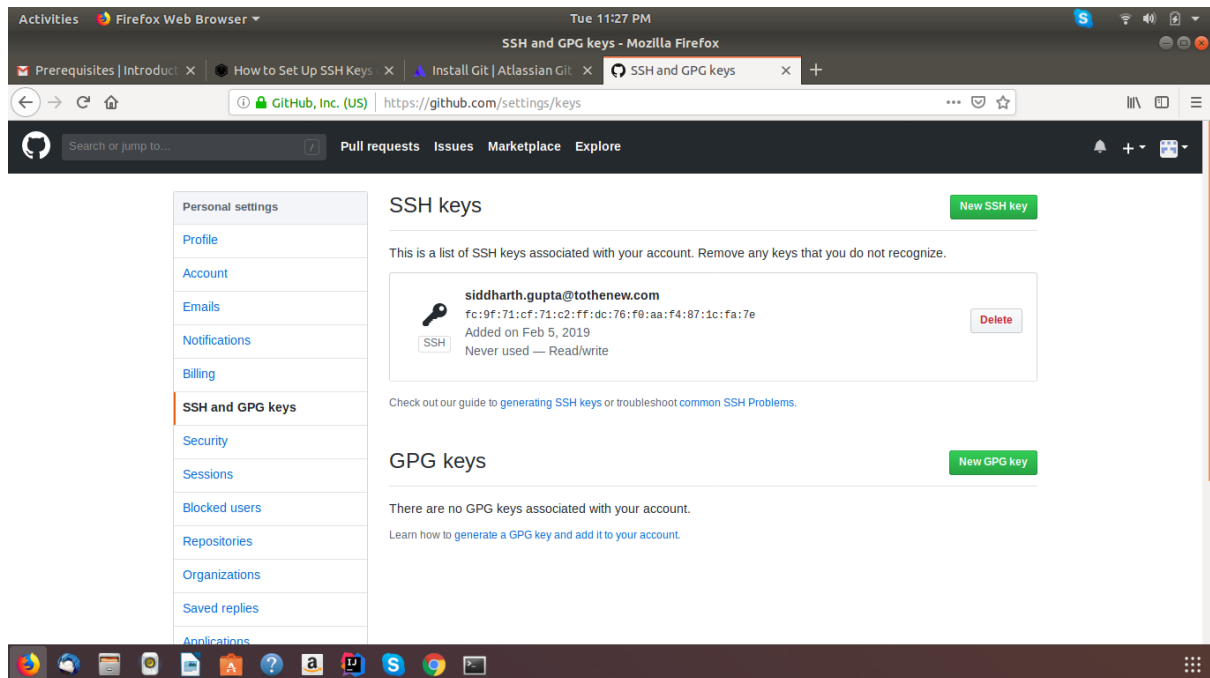 Activities Firefox Web Browser Tue 11:27 PM
SSH and GPG keys - Mozilla Firefox
Prerequisites | Introduct How to Set Up SSH Keys Install Git | Atlassian Git SSH and GPG keys
GitHub, Inc. (US) https://github.com/settings/keys
Search or jump to... / Pull requests Issues Marketplace Explore
Personal settings
Profile
Account
Emails
Notifications
Billing
SSH and GPG keys
Security
Sessions
Blocked users
Repositories
Organizations
Saved replies
Applications
SSH keys New SSH key
This is a list of SSH keys associated with your account. Remove any keys that you do not recognize.
siddharth.gupta@tothenew.com
fc:9f:71:cf:71:c2:ff:dc:76:f0:aa:f4:87:1c:fa:7e
Added on Feb 5, 2019
Never used — Read/write
SSH
Delete
Check out our guide to generating SSH keys or troubleshoot common SSH Problems.
GPG keys New GPG key
There are no GPG keys associated with your account.
Learn how to generate a GPG key and add it to your account.